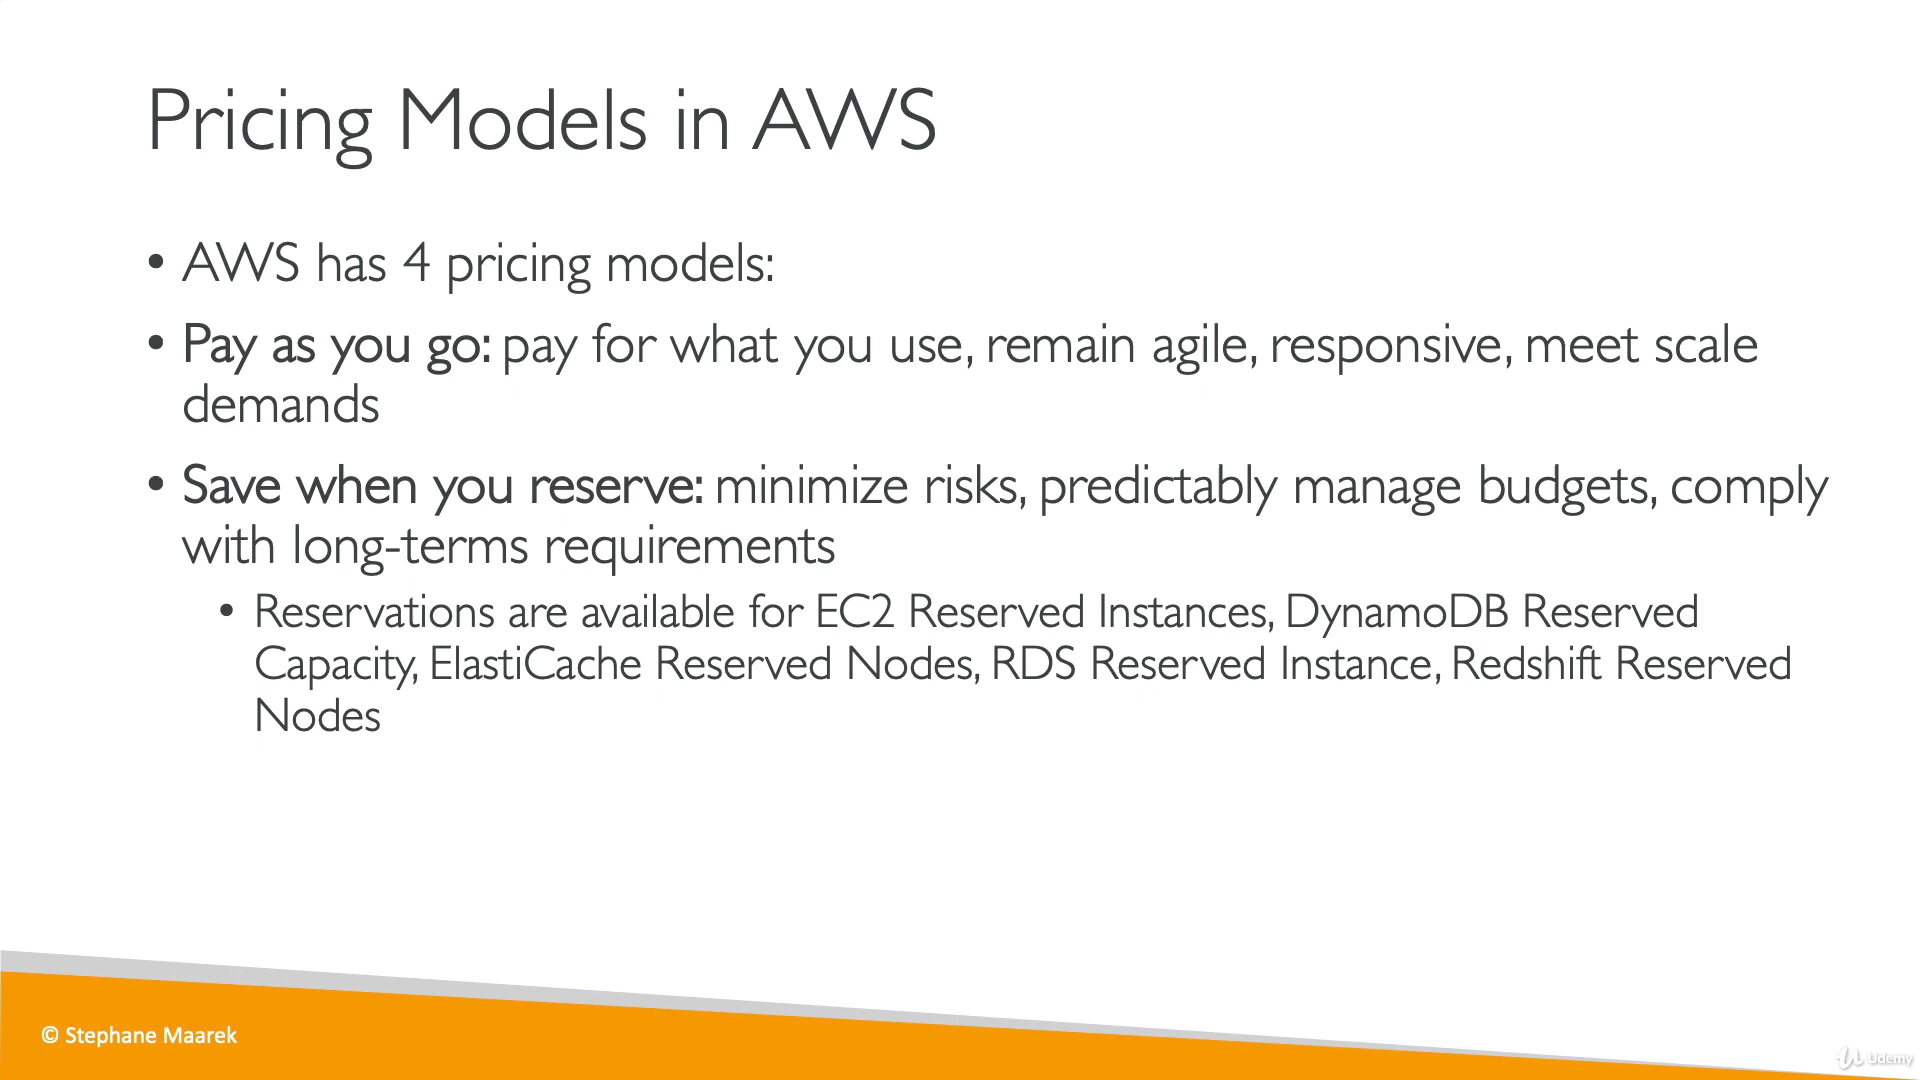 Pricing Models in AWS
• AWS has 4 pricing models:
• Pay as you go: pay for what you use, remain agile, responsive, meet scale
demands
• Save when you reserve: minimize risks, predictably manage budgets, comply
with long-terms requirements
• Reservations are available for EC2 Reserved Instances, DynamoDB Reserved
Capacity, ElastiCache Reserved Nodes, RDS Reserved Instance, Redshift Reserved
Nodes
© Stephane Maarek
Udemy